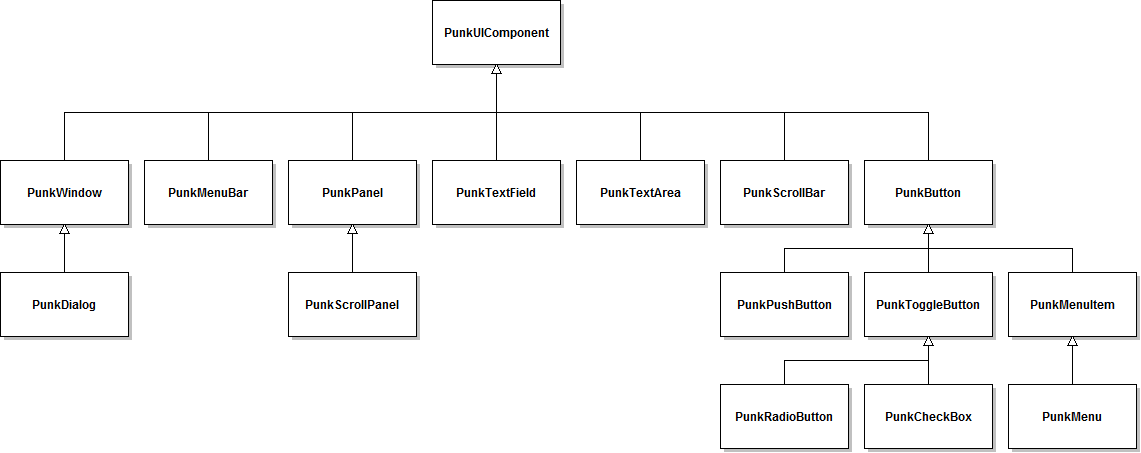 PunkUIComponent
PunkWindow
PunkMenuBar
PunkPanel
PunkTextField
PunkTextArea
PunkScrollBar
PunkButton
PunkDialog
PunkScrollPanel
PunkPushButton
PunkToggleButton
PunkMenuItem
PunkRadioButton
PunkCheckBox
PunkMenu